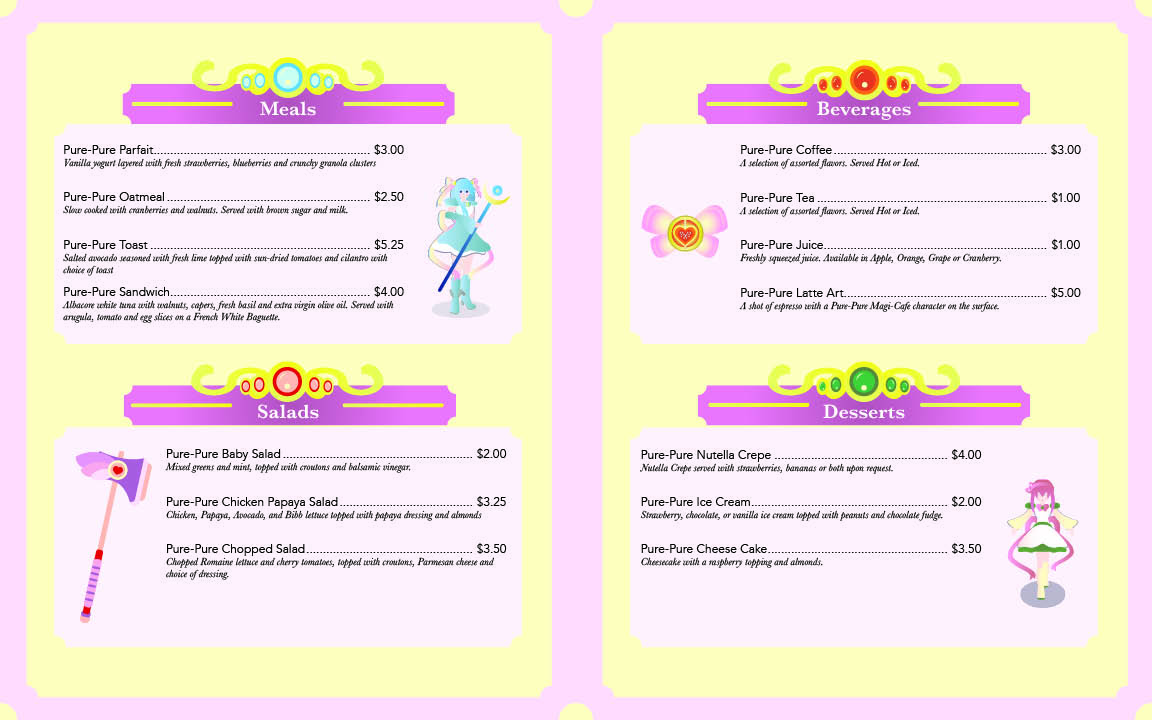 Meals
Pure-Pure Parfait........................ $3.00
Vanilla yogurt layered with fresh strawberries, blueberries and crunchy granola clusters
Pure-Pure Oatmeal........................ $2.50
Slow cooked with cranberries and walnuts. Served with brown sugar and milk.
Pure-Pure Toast........................ $5.25
Salted avocado seasoned with fresh lime topped with sun-dried tomatoes and cilantro with
choice of toast
Pure-Pure Sandwich........................ $4.00
Albacore white tuna with walnuts, capers, fresh basil and extra virgin olive oil. Served with
arugula, tomato and egg slices on a French White Baguette.
Salads
Pure-Pure Baby Salad........................ $2.00
Mixed greens and mint, topped with croutons and balsamic vinegar.
Pure-Pure Chicken Papaya Salad........................ $3.25
Chicken, Papaya, Avocado, and Bibb lettuce topped with papaya dressing and almonds
Pure-Pure Chopped Salad........................ $3.50
Chopped Romaine lettuce and cherry tomatoes, topped with croutons, Parmesan cheese and
choice of dressing.
Beverages
Pure-Pure Coffee........................ $3.00
A selection of assorted flavors. Served Hot or Iced.
Pure-Pure Tea........................ $1.00
A selection of assorted flavors. Served Hot or Iced.
Pure-Pure Juice........................ $1.00
Freshly squeezed juice. Available in Apple, Orange, Grape or Cranberry.
Pure-Pure Latte Art........................ $5.00
A shot of espresso with a Pure-Pure Magi-Cafe character on the surface.
Desserts
Pure-Pure Nutella Crepe........................ $4.00
Nutella Crepe served with strawberries, bananas or both upon request.
Pure-Pure Ice Cream........................ $2.00
Strawberry, chocolate, or vanilla ice cream topped with peanuts and chocolate fudge.
Pure-Pure Cheese Cake........................ $3.50
Cheesecake with a raspberry topping and almonds.